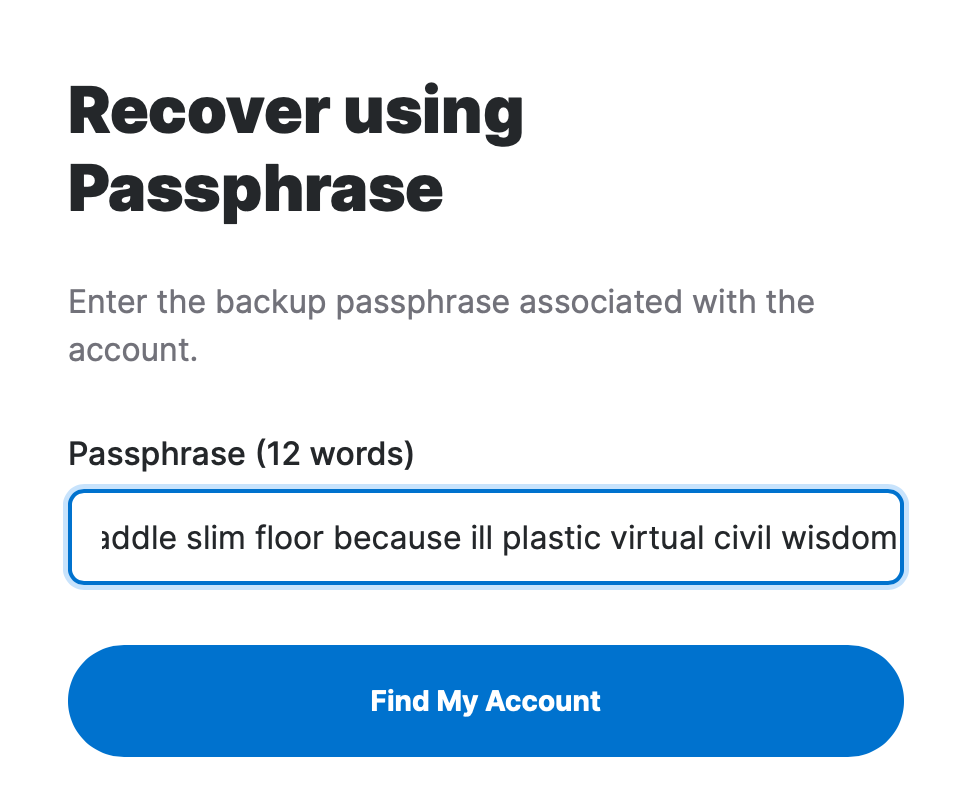 Recover using
Passphrase
Enter the backup passphrase associated with the
account.
Passphrase (12 words)
addle slim floor because ill plastic virtual civil wisdom
Find My Account